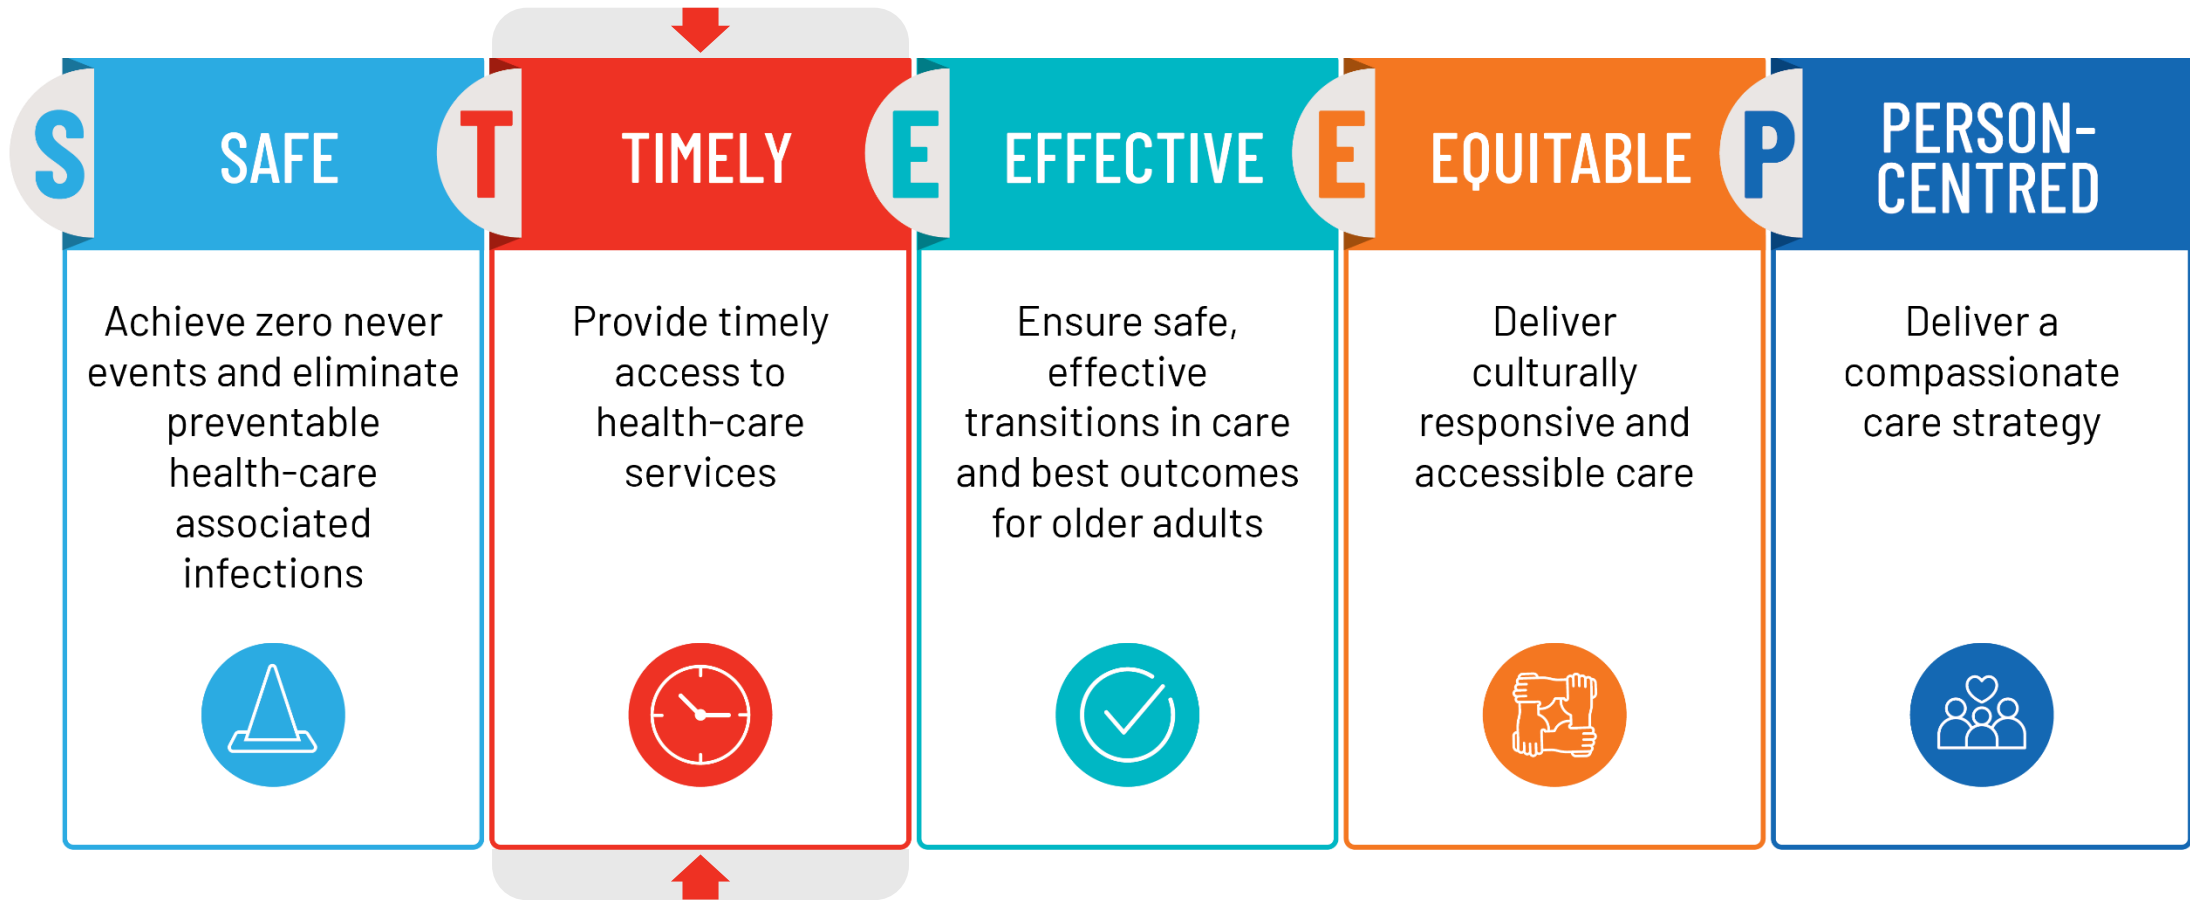 S
SAFE
Achieve zero never
events and eliminate
preventable
health-care
associated
infections
T
TIMELY
Provide timely
access to
health-care
services
E
EFFECTIVE
Ensure safe,
effective
transitions in care
and best outcomes
for older adults
E
EQUITABLE
Deliver
culturally
responsive and
accessible care
P
PERSON-
CENTRED
Deliver a
compassionate
care strategy